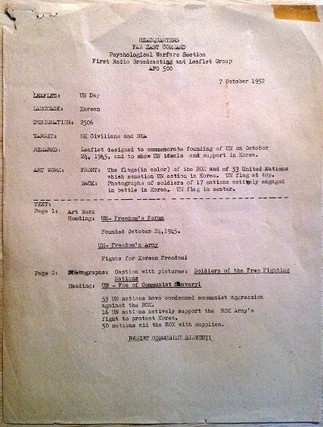 HEADQUARTERS
FAR EAST COMMAND
Psychological Warfare Section
First Radio Broadcasting and Leaflet Group
APO 500
7 October 1952
LEAFLET: UN Day
LANGUAGE: Korean
DESIGNATION: 2506
TARGET: NK Civilians and NKA
REMARKS: Leaflet designed to commemorate founding of UN on October
24, 1945, and to show UN ideals and support in Korea.
ART WORK: FRONT: The flags(in color) of the ROK and of 53 United Nations
which sanction UN action in Korea. UN flag at top.
BACK: Photographs of soldiers of 17 nations actively engaged
in battle in Korea. UN flag in center.
TEXT:
Page 1: Art Work
Heading: UN- Freedom's Forum
Founded October 24,1945.
UN- Freedom's Army
Fights for Korean Freedom!
Page 2: Photographs: Caption with pictures: Soldiers of the Free Fighting
Nations
Heading: UN - Foe of Communist Slavery!
53 UN nations have condemned communist aggression
against the ROK.
16 UN nations actively support the ROK Army's
fight to protect Korea.
50 nations aid the ROK with supplies.
RESIST COMMUNIST SLAVERY!